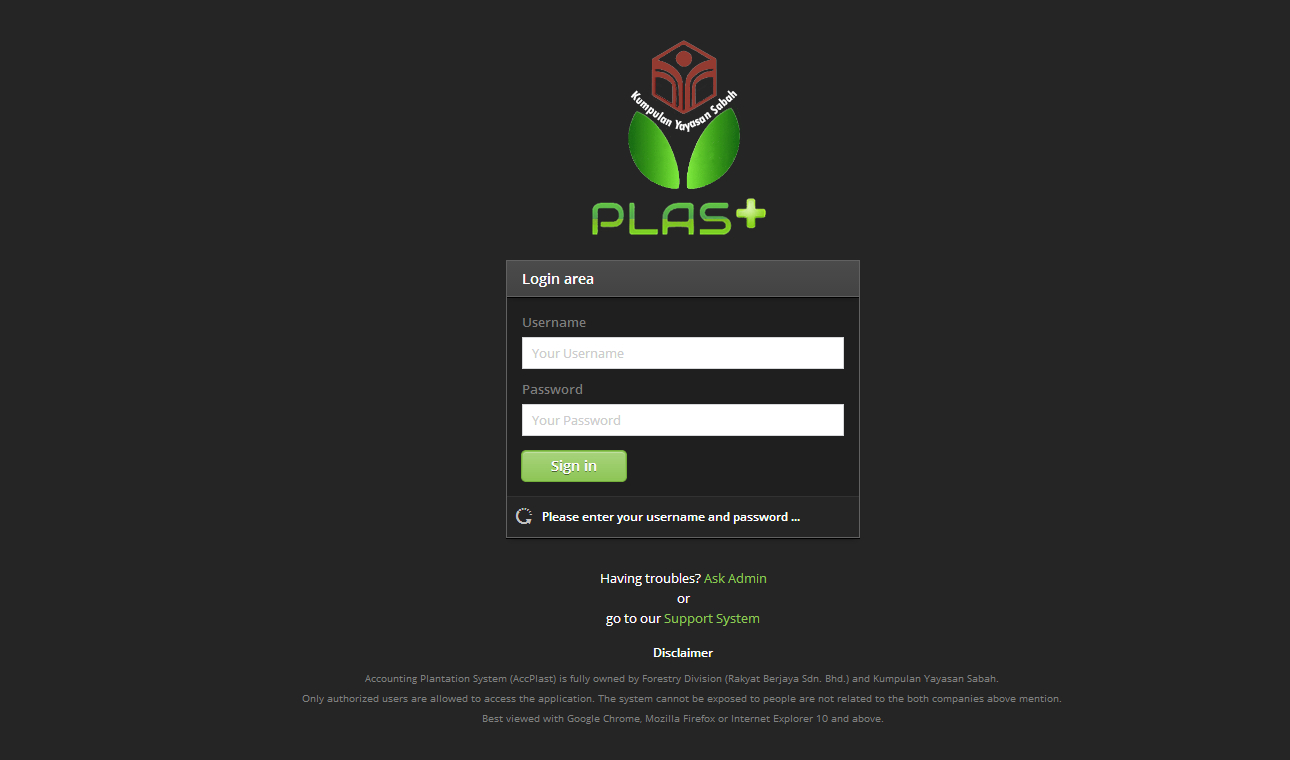 Kumpulan Yayasan Sabah
PLAS+
Login area
Username
Your Username
Password
Your Password
Sign in
Please enter your username and password ...
Having troubles? Ask Admin
or
go to our Support System
Disclaimer
Accounting Plantation System (AccPlast) is fully owned by Forestry Division (Rakyat Berjaya Sdn. Bhd.) and Kumpulan Yayasan Sabah.
Only authorized users are allowed to access the application. The system cannot be exposed to people are not related to the both companies above mention.
Best viewed with Google Chrome, Mozilla Firefox or Internet Explorer 10 and above.